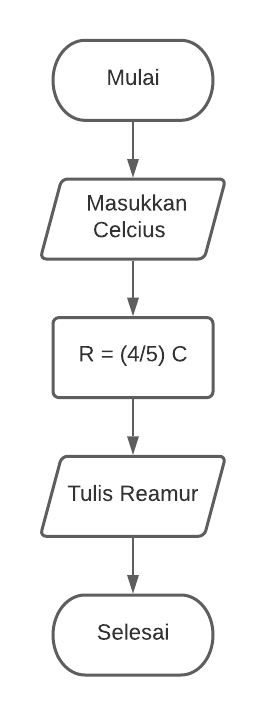 Mulai
Masukkan
Celcius
R = (4/5) C
Tulis Reamur
Selesai